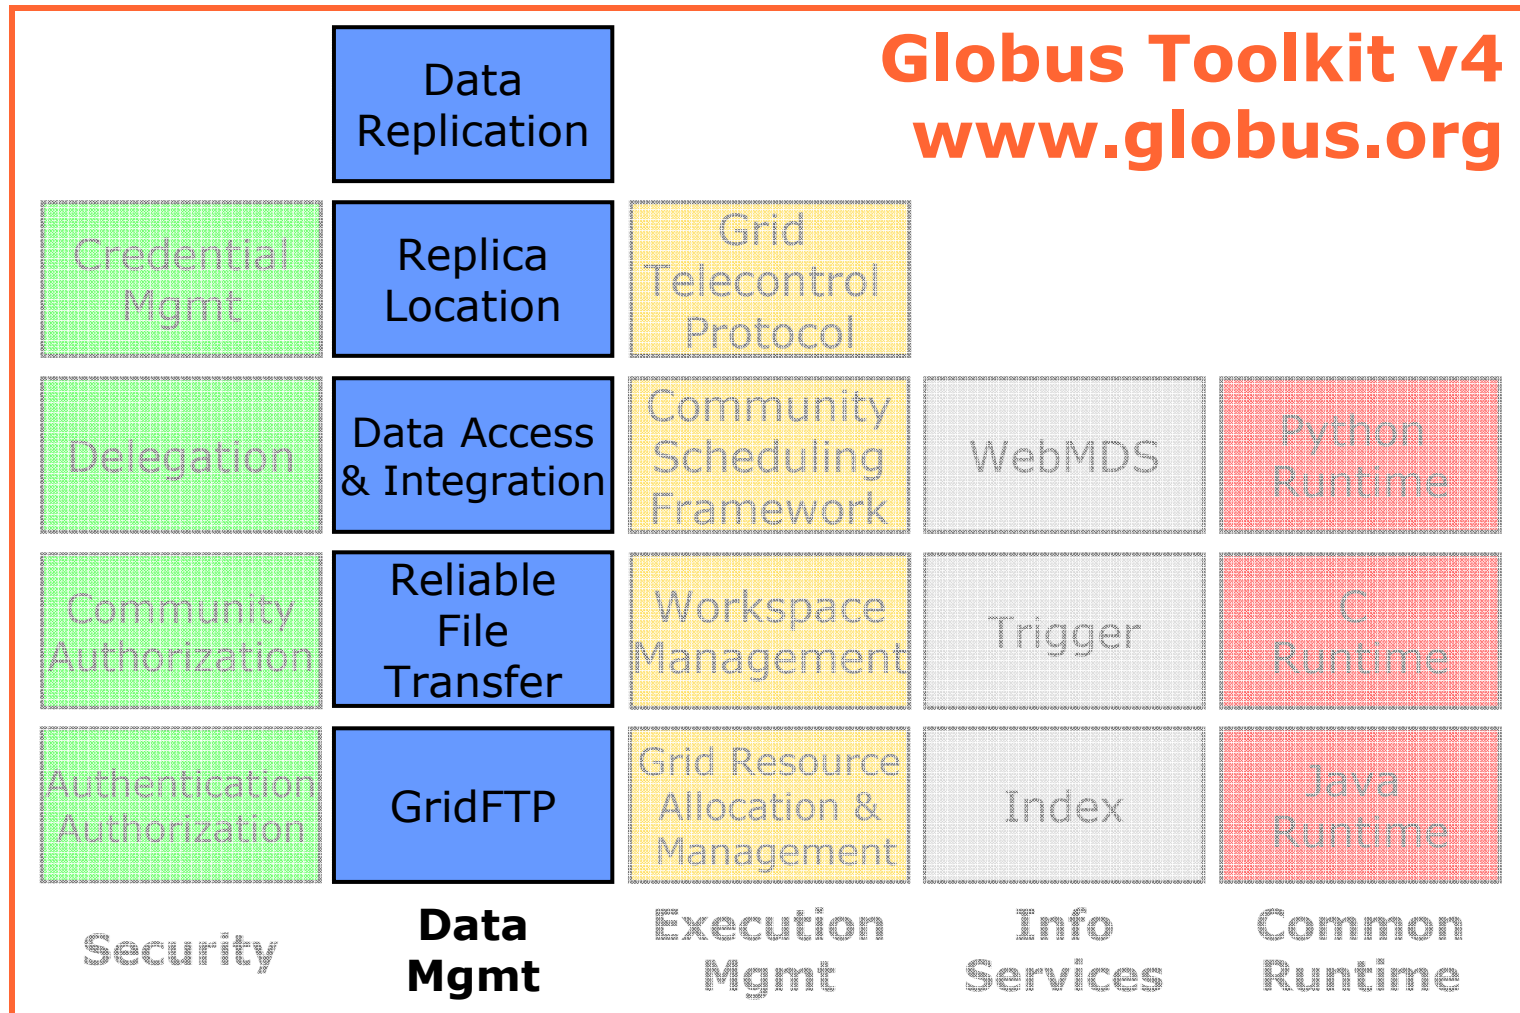 Globus Toolkit v4
www.globus.org
Data
Replication
Credential
Mgmt
Replica
Location
Grid
Telecontrol
Protocol
Delegation
Data Access
& Integration
Community
Scheduling
Framework
WebMDS
Python
Runtime
Community
Authorization
Reliable
File
Transfer
Workspace
Management
Trigger
C
Runtime
Authentication
Authorization
GridFTP
Grid Resource
Allocation &
Management
Index
Java
Runtime
Security
Data
Mgmt
Execution
Mgmt
Info
Services
Common
Runtime